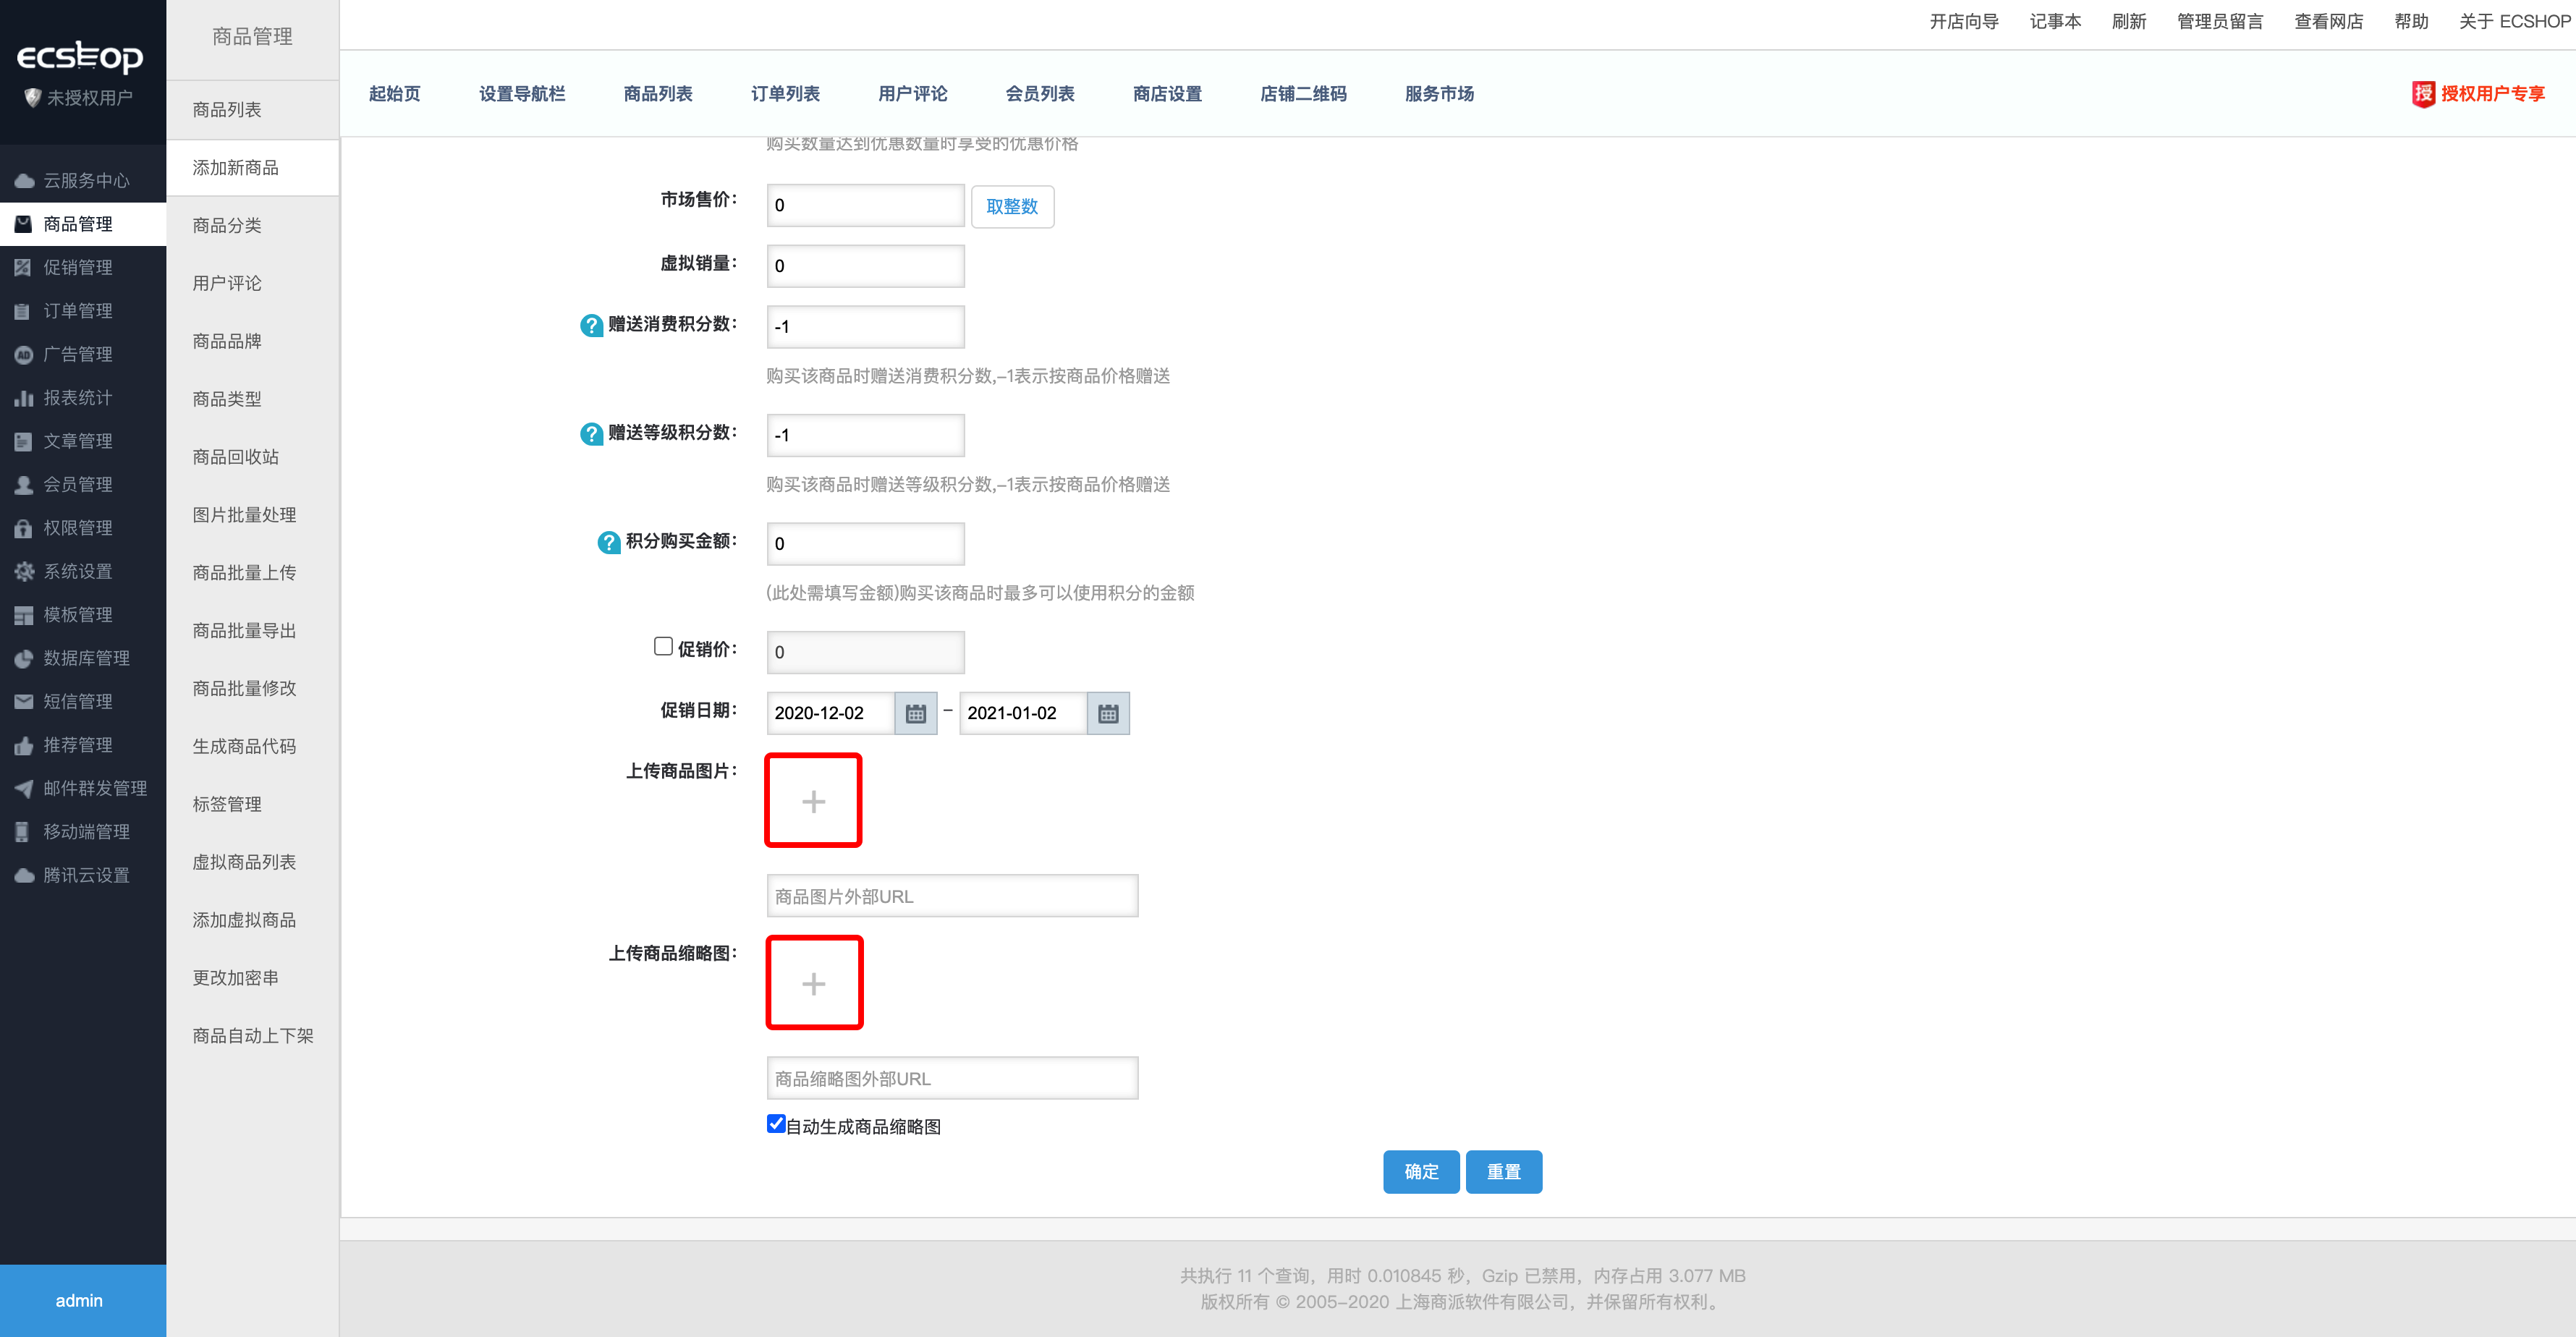 ecshop
未授权用户
云服务中心
商品管理
促销管理
订单管理
广告管理
报表统计
文章管理
会员管理
权限管理
系统设置
模板管理
数据库管理
短信管理
推荐管理
邮件群发管理
移动端管理
腾讯云设置
admin
商品管理
商品列表
添加新商品
商品分类
用户评论
商品品牌
商品类型
商品回收站
图片批量处理
商品批量上传
商品批量导出
商品批量修改
生成商品代码
标签管理
虚拟商品列表
添加虚拟商品
更改加密串
商品自动上下架
开店向导 记事本 刷新 管理员留言 查看网店 帮助 关于 ECSHOP
起始页 设置导航栏 商品列表 订单列表 用户评论 会员列表 商店设置 店铺二维码 服务市场 授 授权用户专享
购买数量达到优惠数量时享受的优惠价格
市场售价： 0 取整数
虚拟销量： 0
? 赠送消费积分数： -1
购买该商品时赠送消费积分数,-1表示按商品价格赠送
? 赠送等级积分数： -1
购买该商品时赠送等级积分数,-1表示按商品价格赠送
? 积分购买金额： 0
(此处需填写金额)购买该商品时最多可以使用积分的金额
促销价： 0
促销日期： 2020-12-02 - 2021-01-02
上传商品图片：
商品图片外部URL
上传商品缩略图：
商品缩略图外部URL
自动生成商品缩略图
确定 重置
共执行 11 个查询，用时 0.010845 秒，Gzip 已禁用，内存占用 3.077 MB
版权所有 © 2005-2020 上海商派软件有限公司，并保留所有权利。